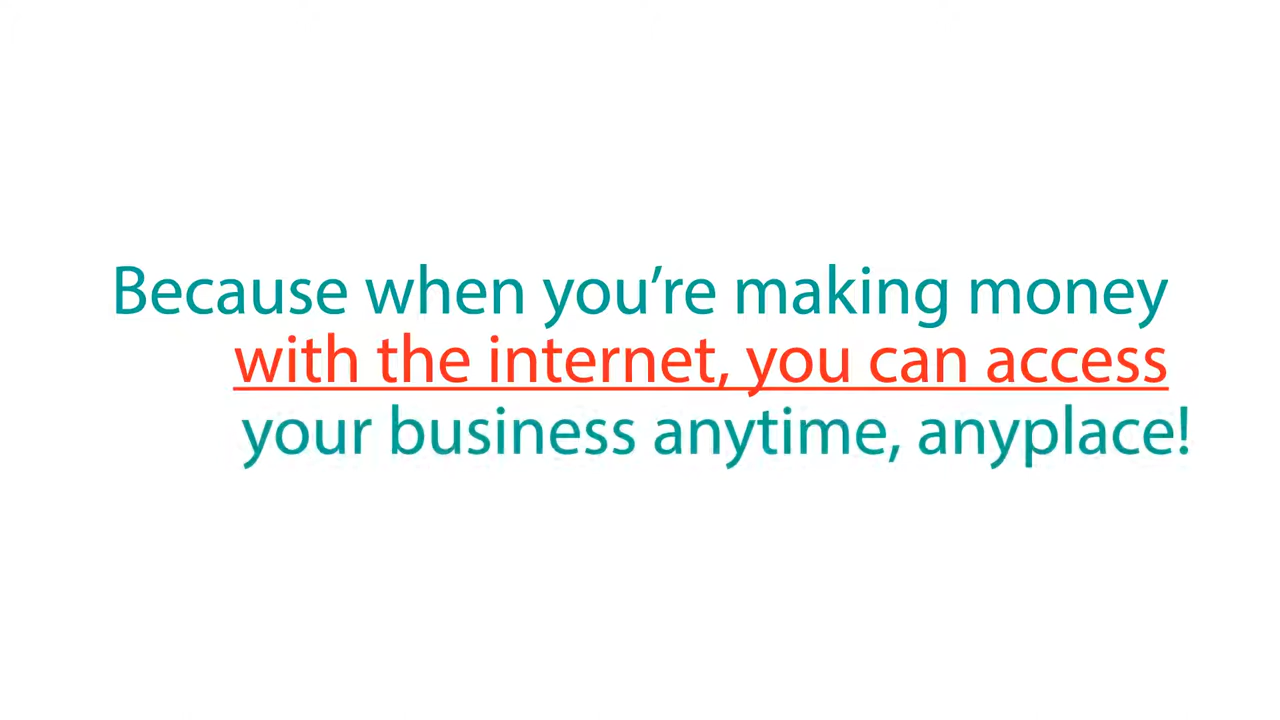 Because when you’re making money
with the internet, you can access
your business anytime, anyplace!